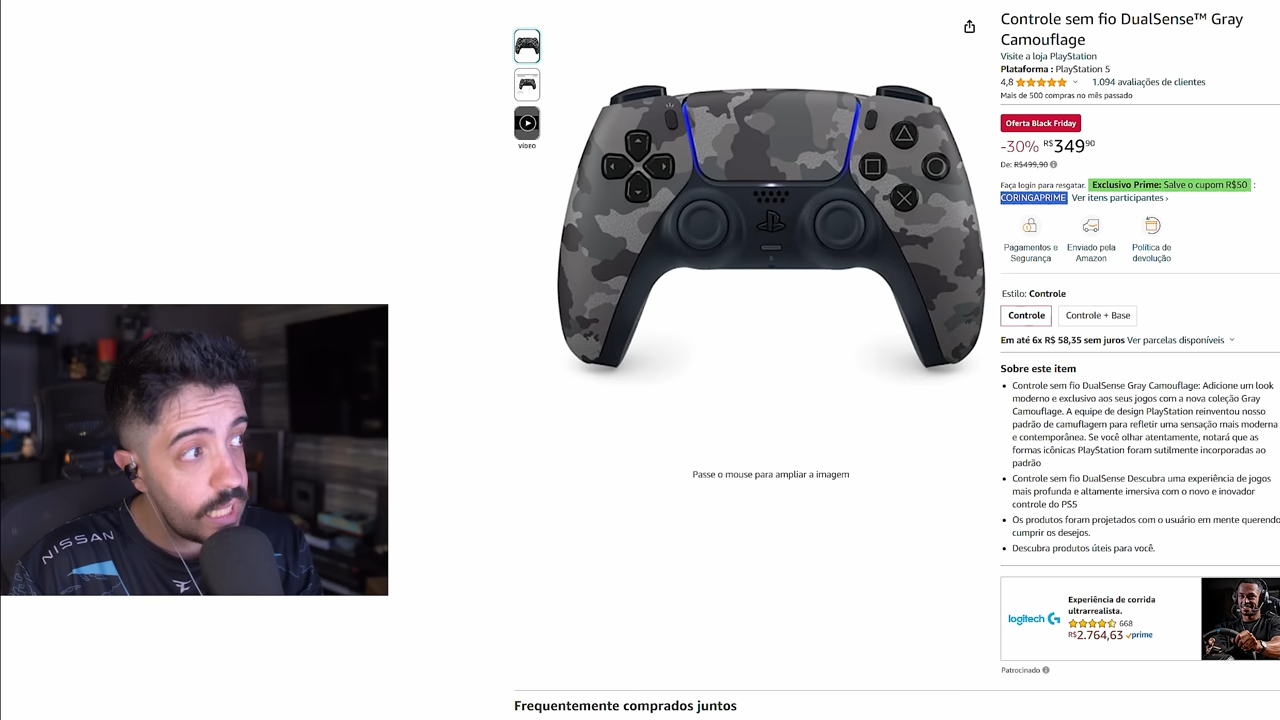 Controle sem fio DualSense™ Gray
Camouflage
Visite a loja PlayStation
Plataforma : PlayStation 5
4,8
1.094 avaliações de clientes
Mais de 500 compras no mês passado
Oferta Black Friday
-30% R$34990
De: R$499,90
Faça login para resgatar. Exclusivo Prime: Salve o cupom R$50 :
CORINGAPRIME Ver itens participantes ›
Pagamentos e
Segurança
Enviado pela
Amazon
Política de
devolução
Estilo: Controle
Controle
Controle + Base
Em até 6x R$ 58,35 sem juros Ver parcelas disponíveis
Sobre este item
• Controle sem fio DualSense Gray Camouflage: Adicione um look
moderno e exclusivo aos seus jogos com a nova coleção Gray
Camouflage. A equipe de design PlayStation reinventou nosso
padrão de camuflagem para refletir uma sensação mais moderna
e contemporânea. Se você olhar atentamente, notará que as
formas icônicas PlayStation foram sutilmente incorporadas ao
padrão
• Controle sem fio DualSense Descubra uma experiência de jogos
mais profunda e altamente imersiva com o novo e inovador
controle do PS5
• Os produtos foram projetados com o usuário em mente querendo
cumprir os desejos.
• Descubra produtos úteis para você.
logitech G
Experiência de corrida
ultrarrealista.
668
R$2.764,63 prime
Patrocinado
VÍDEO
Passe o mouse para ampliar a imagem
NISSAN
Frequentemente comprados juntos